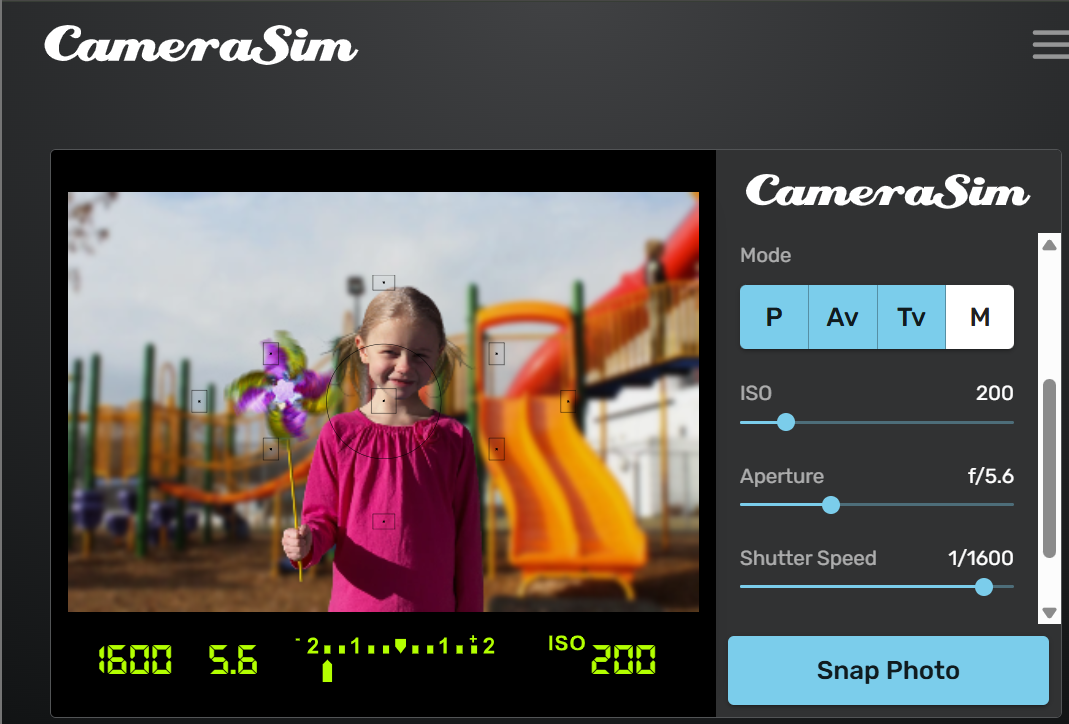 CameraSim
CameraSim
Mode
P Av Tv M
ISO 200
Aperture f/5.6
Shutter Speed 1/1600
1600 5.6 -2..1..▼..1..+2 ISO 200
Snap Photo